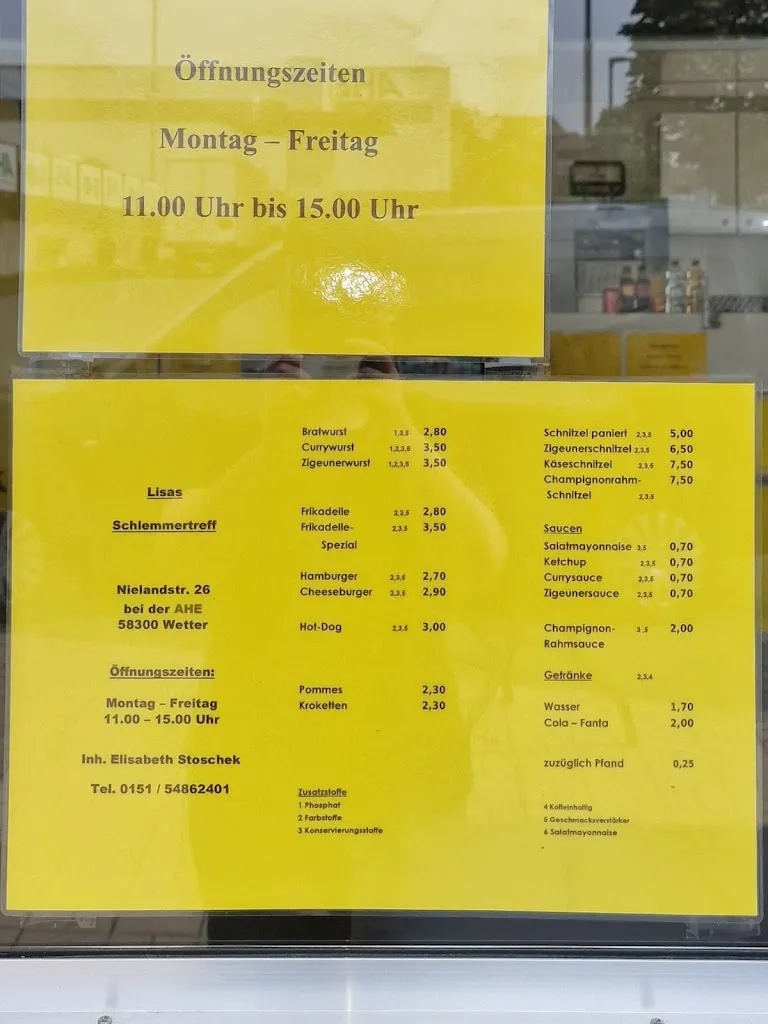 Öffnungszeiten
Montag – Freitag
11.00 Uhr bis 15.00 Uhr
Lisas
Schlemmertreff
Nielandstr. 26
bei der AHE
58300 Wetter
Öffnungszeiten:
Montag – Freitag
11.00 – 15.00 Uhr
Inh. Elisabeth Stoschek
Tel. 0151 / 54862401
Bratwurst 1,3,5 2,80
Currywurst 3,50
Zigeunerwurst 3,50
Frikadelle 2,3,5 2,80
Frikadelle- 2,3,5 3,50
Spezial
Hamburger 2,3,5 2,70
Cheeseburger 2,3,5 2,90
Hot-Dog 2,3,5 3,00
Pommes 2,30
Kroketten 2,30
Zusatzstoffe
1 Phosphat
2 Farbstoffe
3 Konservierungsstoffe
Schnitzel paniert 2,3,5 5,00
Zigeunerschnitzel 2,3,5 6,50
Käseschnitzel 2,3,5 7,50
Champignonrahm- 7,50
Schnitzel 2,3,5
Saucen
Salatmayonnaise 3,5 0,70
Ketchup 2,3,5 0,70
Currysauce 2,3,5 0,70
Zigeunersauce 2,3,5 0,70
Champignon- 3,5 2,00
Rahmsauce
Getränke 2,3,4
Wasser 1,70
Cola – Fanta 2,00
zuzüglich Pfand 0,25
4 Koffeinhaltig
5 Geschmacksverstärker
6 Salatmayonnaise